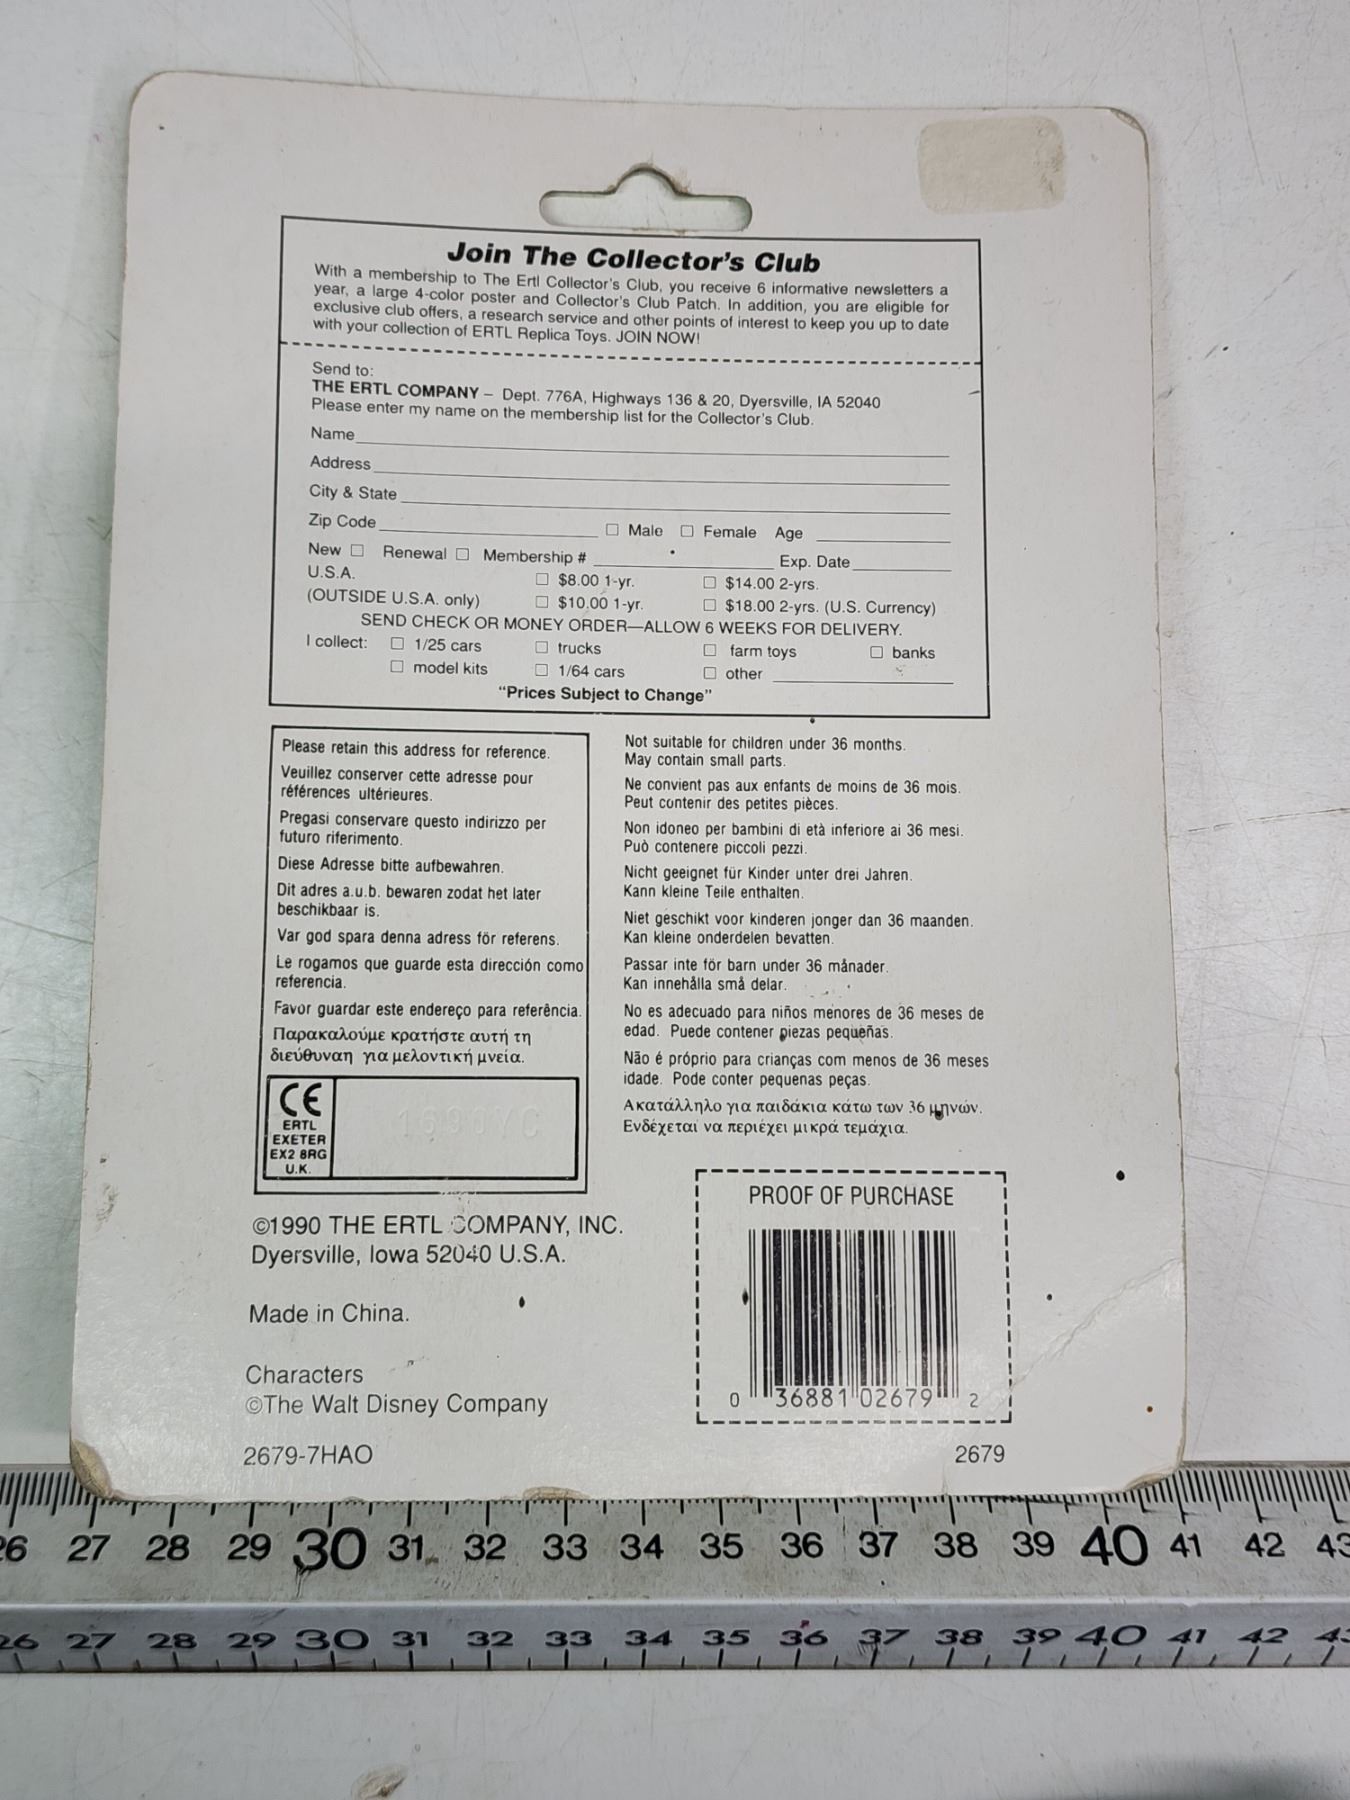 Join The Collector's Club
With a membership to The Ertl Collector's Club, you receive 6 informative newsletters a
year, a large 4-color poster and Collector's Club Patch. In addition, you are eligible for
exclusive club offers, a research service and other points of interest to keep you up to date
with your collection of ERTL Replica Toys. JOIN NOW!
Send to:
THE ERTL COMPANY – Dept. 776A, Highways 136 & 20, Dyersville, IA 52040
Please enter my name on the membership list for the Collector's Club.
Name
Address
City & State
Zip Code ☐ Male ☐ Female Age
New ☐ Renewal ☐ Membership # Exp. Date
U.S.A. ☐ $8.00 1-yr. ☐ $14.00 2-yrs.
(OUTSIDE U.S.A. only) ☐ $10.00 1-yr. ☐ $18.00 2-yrs. (U.S. Currency)
SEND CHECK OR MONEY ORDER—ALLOW 6 WEEKS FOR DELIVERY.
I collect: ☐ 1/25 cars ☐ trucks ☐ farm toys ☐ banks
☐ model kits ☐ 1/64 cars ☐ other
"Prices Subject to Change"
Please retain this address for reference.
Veuillez conserver cette adresse pour
références ultérieures.
Pregasi conservare questo indirizzo per
futuro riferimento.
Diese Adresse bitte aufbewahren.
Dit adres a.u.b. bewaren zodat het later
beschikbaar is.
Var god spara denna adress för referens.
Le rogamos que guarde esta dirección como
referencia.
Favor guardar este endereço para referência.
Παρακαλούμε κρατήστε αυτή τη
διεύθυναη για μελοντική μνεία.
CE
ERTL
EXETER
EX2 8RG
U.K.
1690YC
Not suitable for children under 36 months.
May contain small parts.
Ne convient pas aux enfants de moins de 36 mois.
Peut contenir des petites pièces.
Non idoneo per bambini di età inferiore ai 36 mesi.
Può contenere piccoli pezzi.
Nicht geeignet für Kinder unter drei Jahren.
Kann kleine Teile enthalten.
Niet geschikt voor kinderen jonger dan 36 maanden.
Kan kleine onderdelen bevatten.
Passar inte för barn under 36 månader.
Kan innehålla små delar.
No es adecuado para niños menores de 36 meses de
edad. Puede contener piezas pequeñas.
Não é próprio para crianças com menos de 36 meses
idade. Pode conter pequenas peças.
Ακατάλληλο για παιδάκια κάτω των 36 μηνών.
Ενδέχεται να περιέχει μικρά τεμάχια.
©1990 THE ERTL COMPANY, INC.
Dyersville, Iowa 52040 U.S.A.
Made in China.
Characters
©The Walt Disney Company
2679-7HAO
PROOF OF PURCHASE
0 36881 02679 2
2679
26 27 28 29 30 31 32 33 34 35 36 37 38 39 40 41 42 43
26 27 28 29 30 31 32 33 34 35 36 37 38 39 40 41 42 43